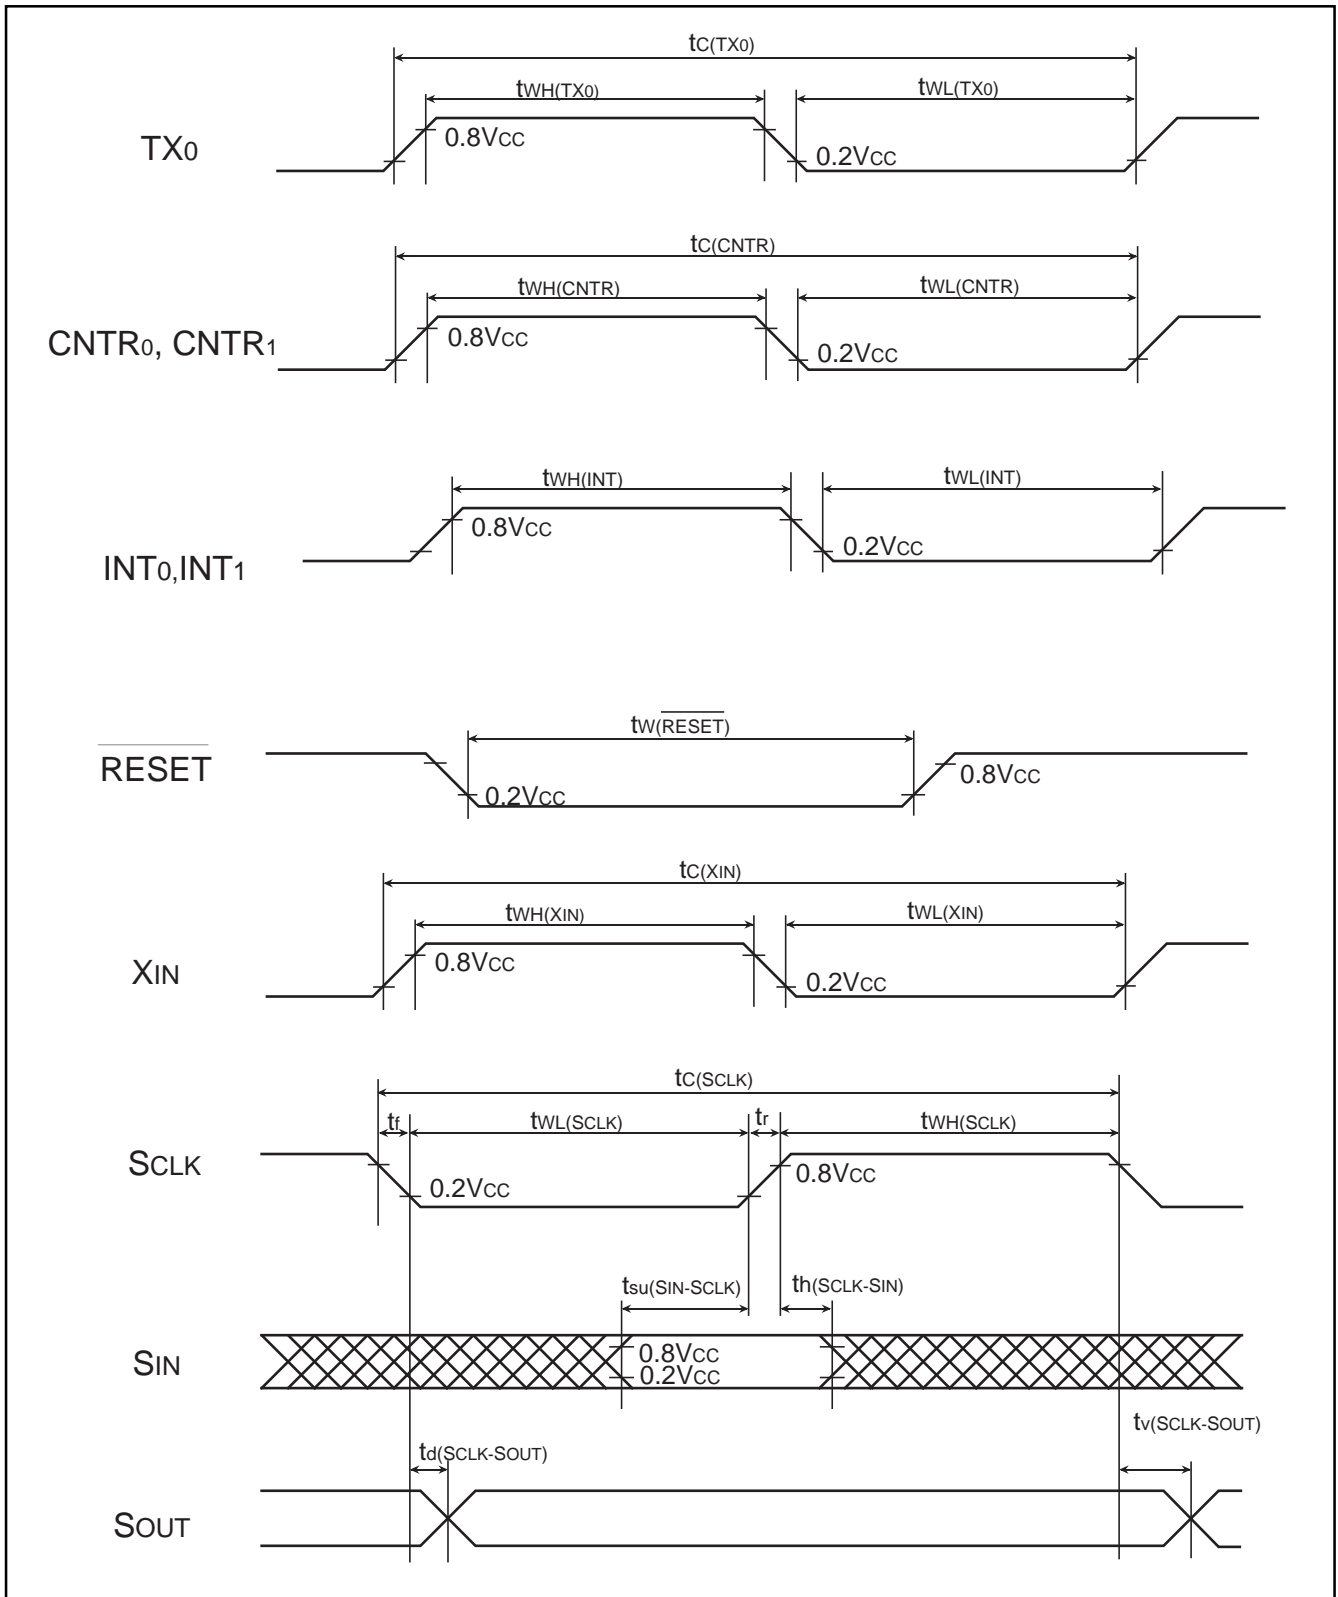 tC(TX0)
tWH(TX0)
tWL(TX0)
TX0
0.8VCC
0.2VCC
tC(CNTR)
tWH(CNTR)
tWL(CNTR)
CNTR0, CNTR1
0.8VCC
0.2VCC
tWH(INT)
tWL(INT)
INT0,INT1
0.8VCC
0.2VCC
tW(RESET)
RESET
0.2VCC
0.8VCC
tC(XIN)
tWH(XIN)
tWL(XIN)
XIN
0.8VCC
0.2VCC
tC(SCLK)
tf
tWL(SCLK)
tr
tWH(SCLK)
SCLK
0.2VCC
0.8VCC
tsu(SIN-SCLK)
th(SCLK-SIN)
SIN
0.8VCC
0.2VCC
td(SCLK-SOUT)
tv(SCLK-SOUT)
SOUT